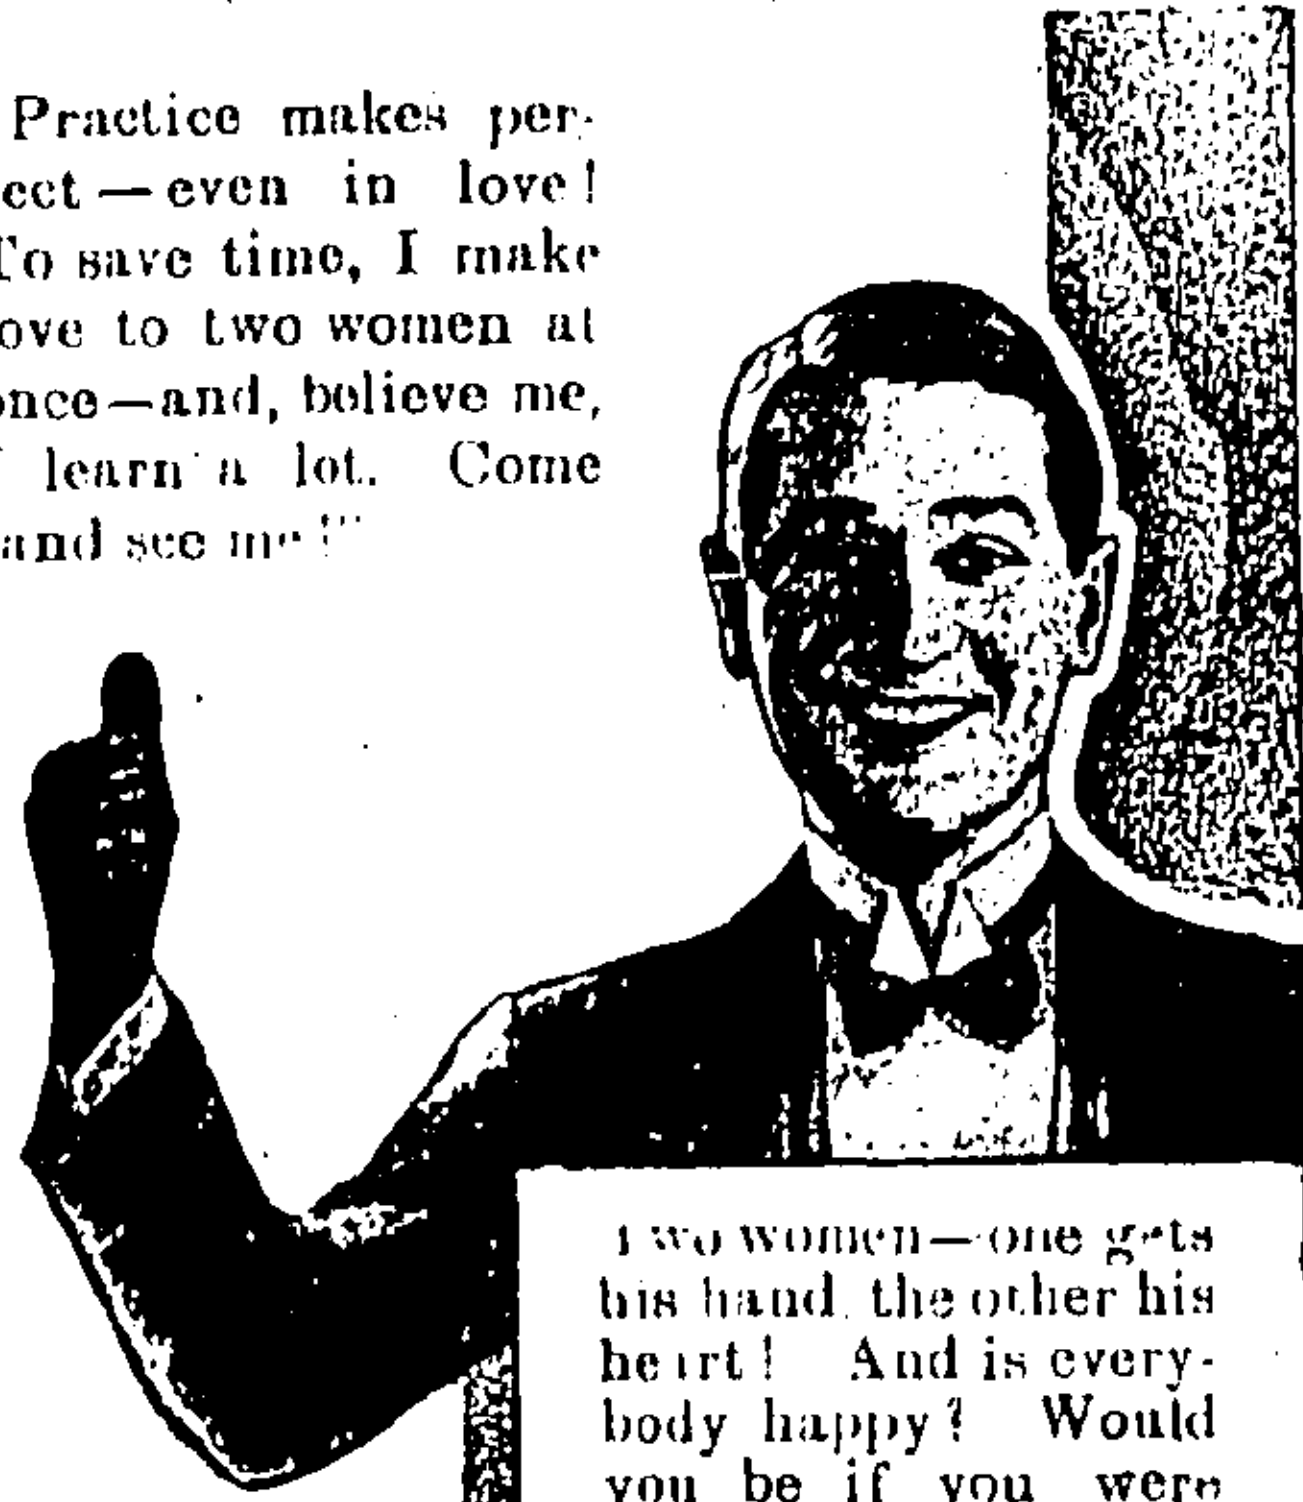 Practice makes per-
ect — even in love!
To save time, I make
ove to two women at
once — and, believe me,
learn a lot. Come
and see me!"
two women — one gets
his hand, the other his
heart! And is every-
body happy? Would
you be if you were